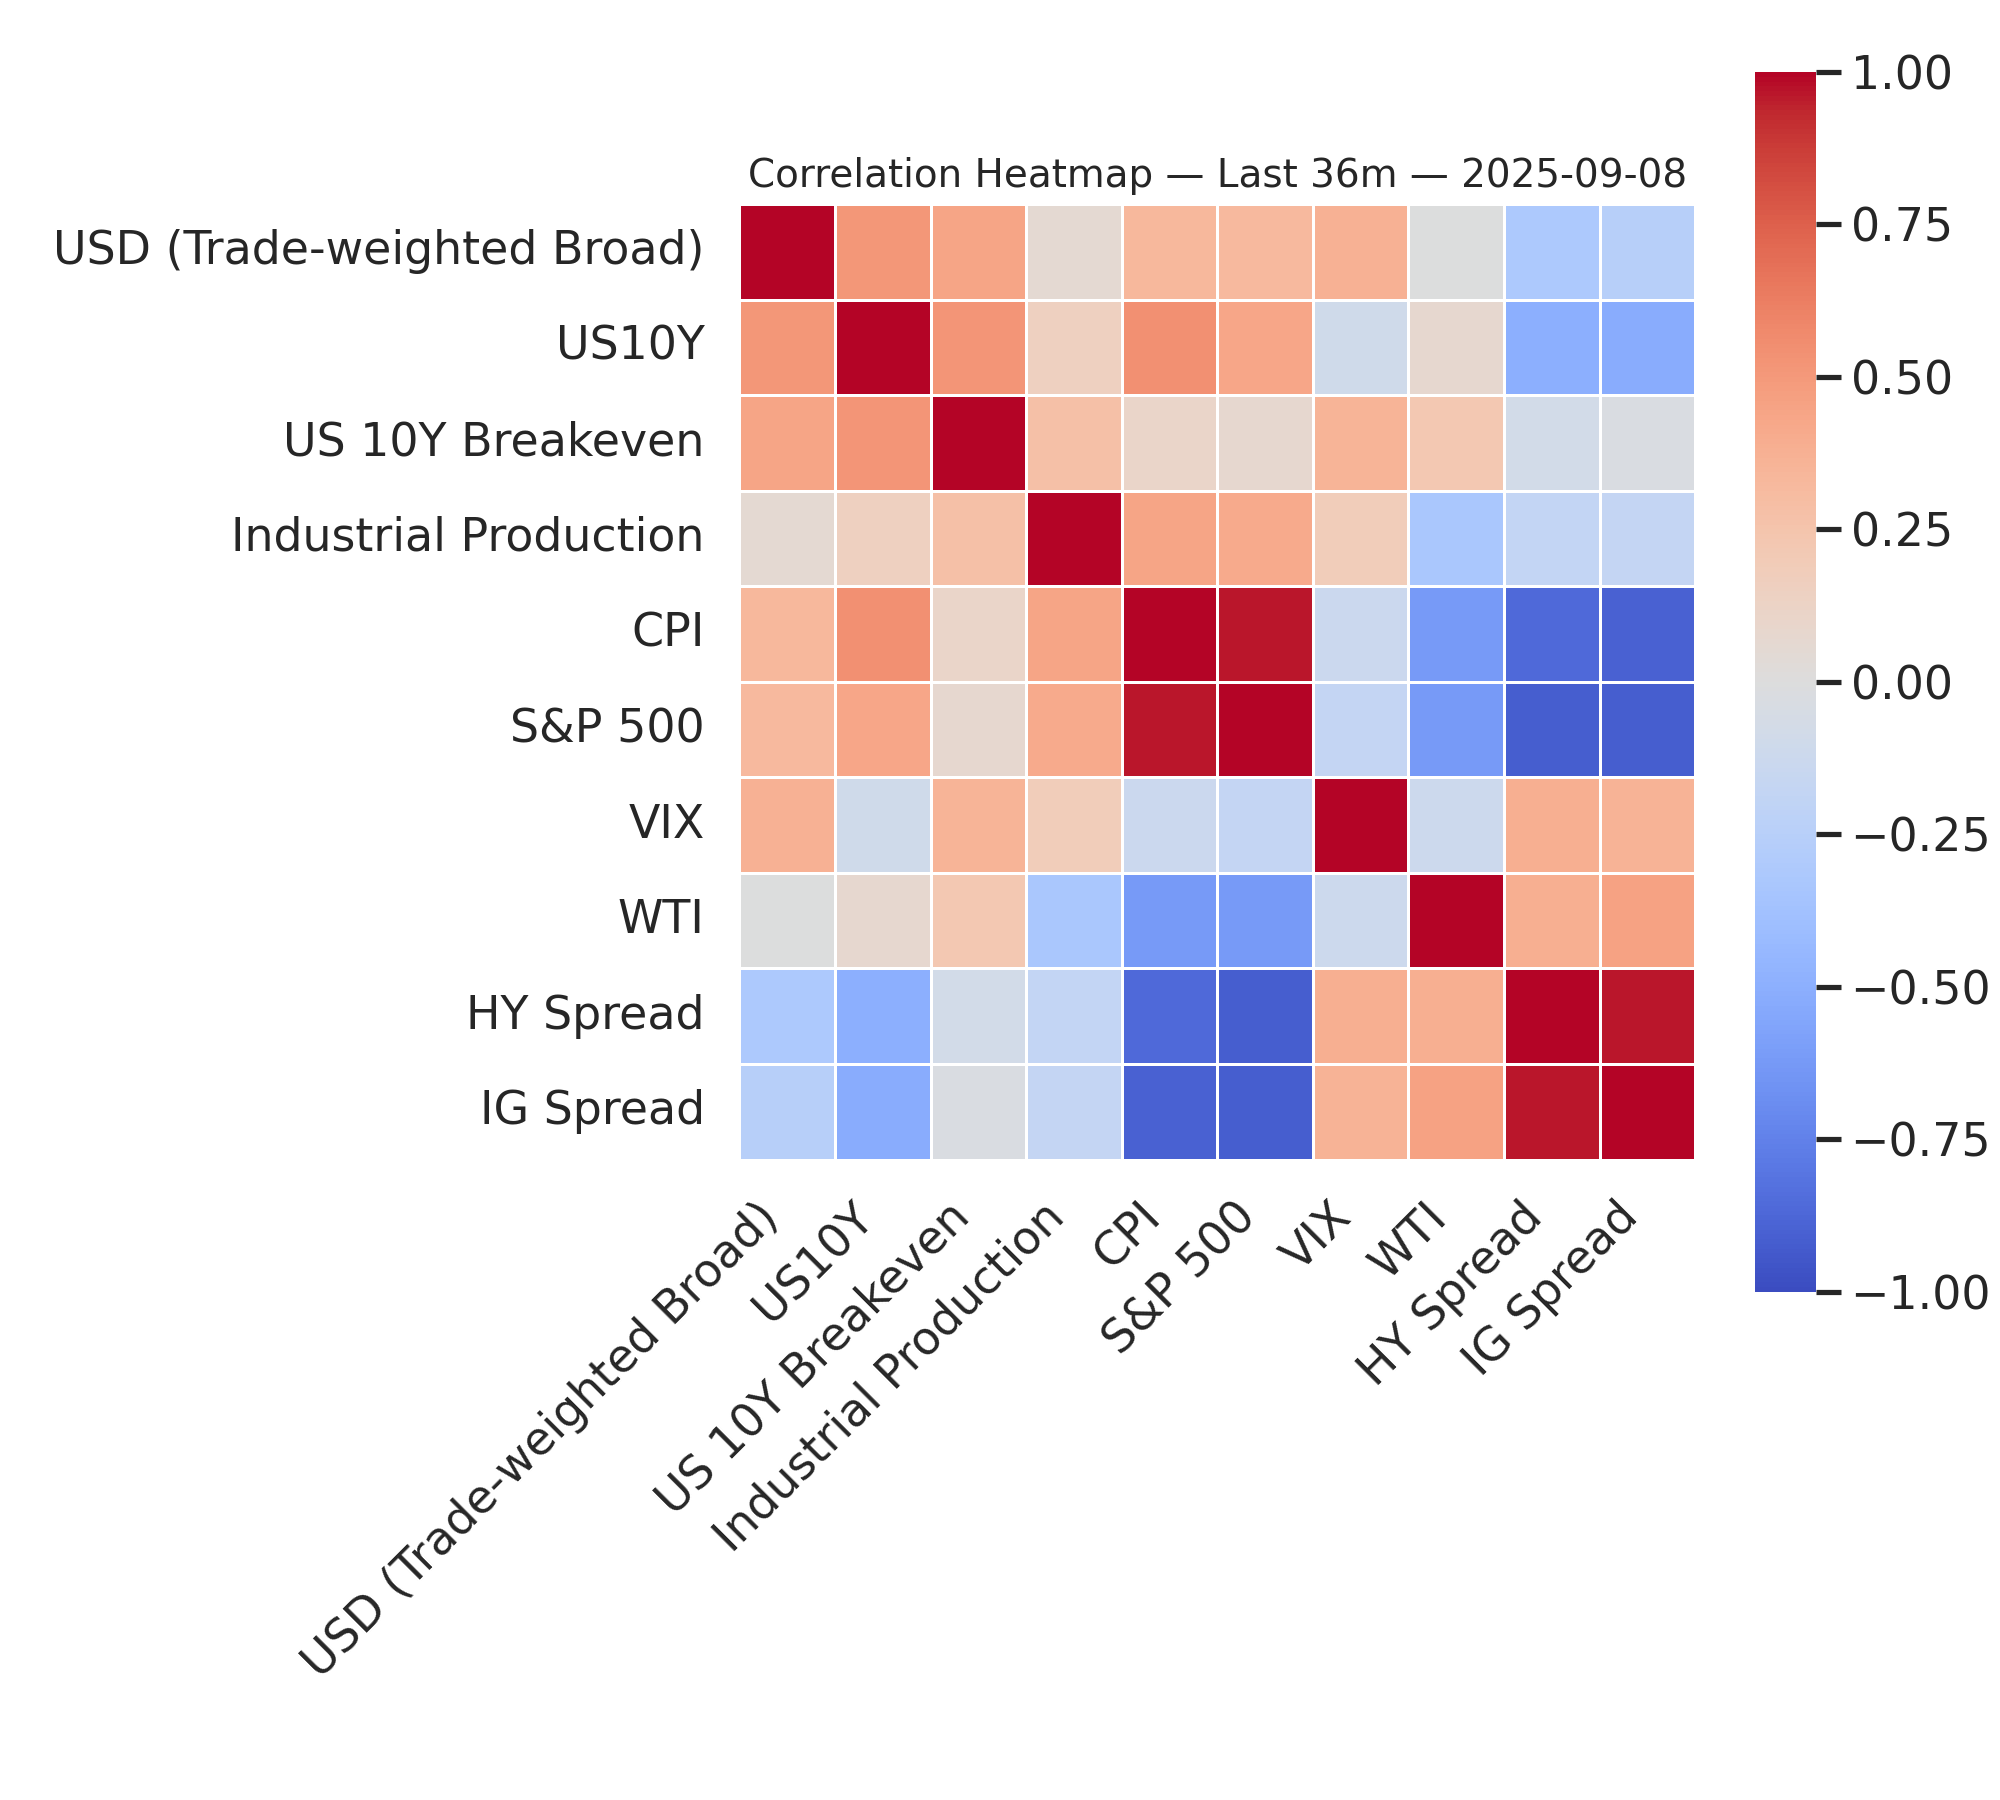 Correlation Heatmap — Last 36m — 2025-09-08
USD (Trade-weighted Broad)
US10Y
US 10Y Breakeven
Industrial Production
CPI
S&P 500
VIX
WTI
HY Spread
IG Spread
USD (Trade-weighted Broad)
US10Y
US 10Y Breakeven
Industrial Production
CPI
S&P 500
VIX
WTI
HY Spread
IG Spread
1.00
0.75
0.50
0.25
0.00
−0.25
−0.50
−0.75
−1.00